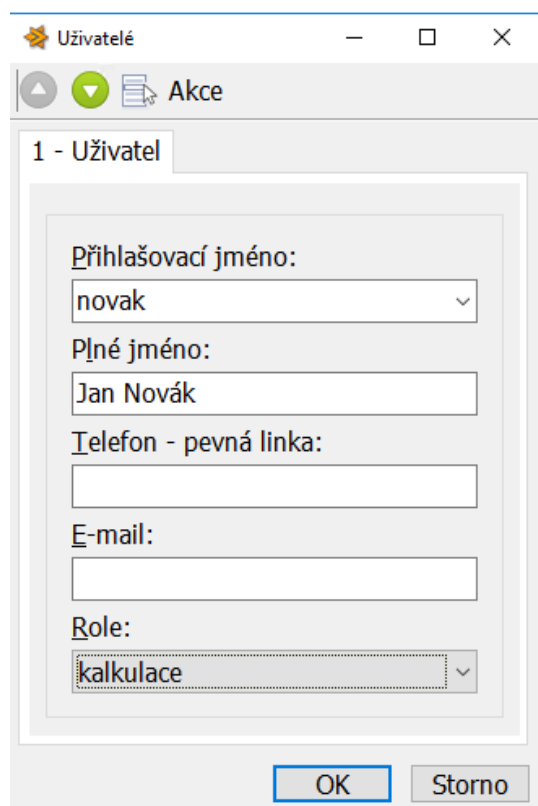 Uživatelé
Akce
1 - Uživatel
Přihlašovací jméno:
novak
Plné jméno:
Jan Novák
Telefon - pevná linka:
E-mail:
Role:
kalkulace
OK Storno